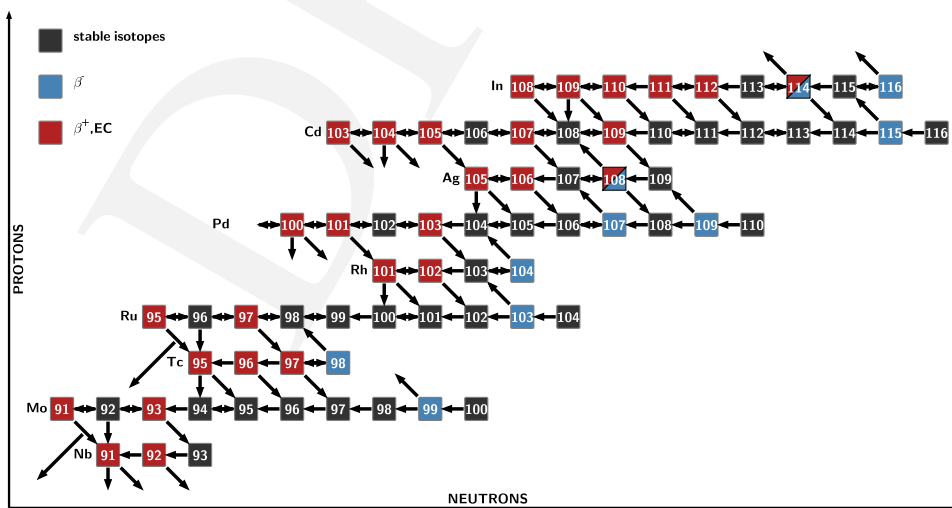 stable isotopes
β⁻
β⁺,EC
In 108 109 110 111 112 113 114 115 116
Cd 103 104 105 106 107 108 109 110 111 112 113 114 115 116
Ag 105 106 107 108 109
Pd 100 101 102 103 104 105 106 107 108 109 110
Rh 101 102 103 104
Ru 95 96 97 98 99 100 101 102 103 104
Tc 95 96 97 98
Mo 91 92 93 94 95 96 97 98 99 100
Nb 91 92 93
PROTONS
NEUTRONS